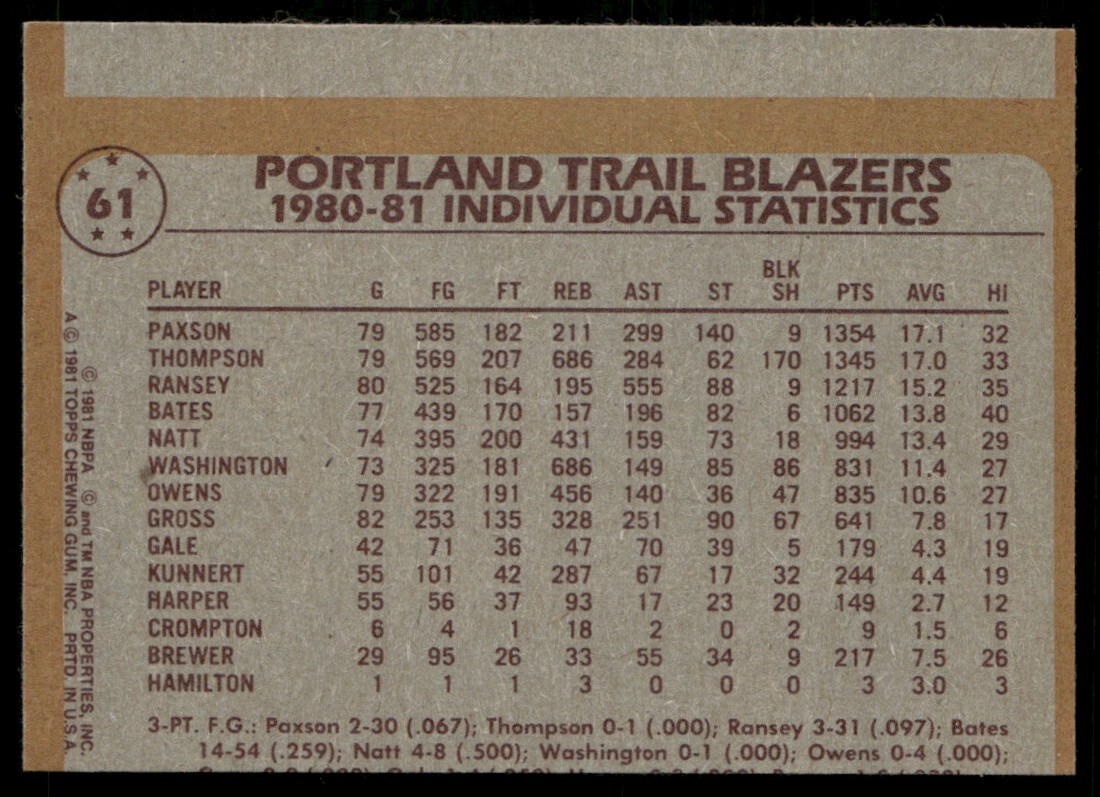 61
PORTLAND TRAIL BLAZERS
1980-81 INDIVIDUAL STATISTICS
PLAYER G FG FT REB AST ST BLK SH PTS AVG HI
PAXSON 79 585 182 211 299 140 9 1354 17.1 32
THOMPSON 79 569 207 686 284 62 170 1345 17.0 33
RANSEY 80 525 164 195 555 88 9 1217 15.2 35
BATES 77 439 170 157 196 82 6 1062 13.8 40
NATT 74 395 200 431 159 73 18 994 13.4 29
WASHINGTON 73 325 181 686 149 85 86 831 11.4 27
OWENS 79 322 191 456 140 36 47 835 10.6 27
GROSS 82 253 135 328 251 90 67 641 7.8 17
GALE 42 71 36 47 70 39 5 179 4.3 19
KUNNERT 55 101 42 287 67 17 32 244 4.4 19
HARPER 55 56 37 93 17 23 20 149 2.7 12
CROMPTON 6 4 1 18 2 0 2 9 1.5 6
BREWER 29 95 26 33 55 34 9 217 7.5 26
HAMILTON 1 1 1 3 0 0 0 3 3.0 3
3-PT. F.G.: Paxson 2-30 (.067); Thompson 0-1 (.000); Ransey 3-31 (.097); Bates
14-54 (.259); Natt 4-8 (.500); Washington 0-1 (.000); Owens 0-4 (.000);
© 1981 NBPA © and TM NBA PROPERTIES, INC.
A © 1981 TOPPS CHEWING GUM, INC. PRTD. IN U.S.A.